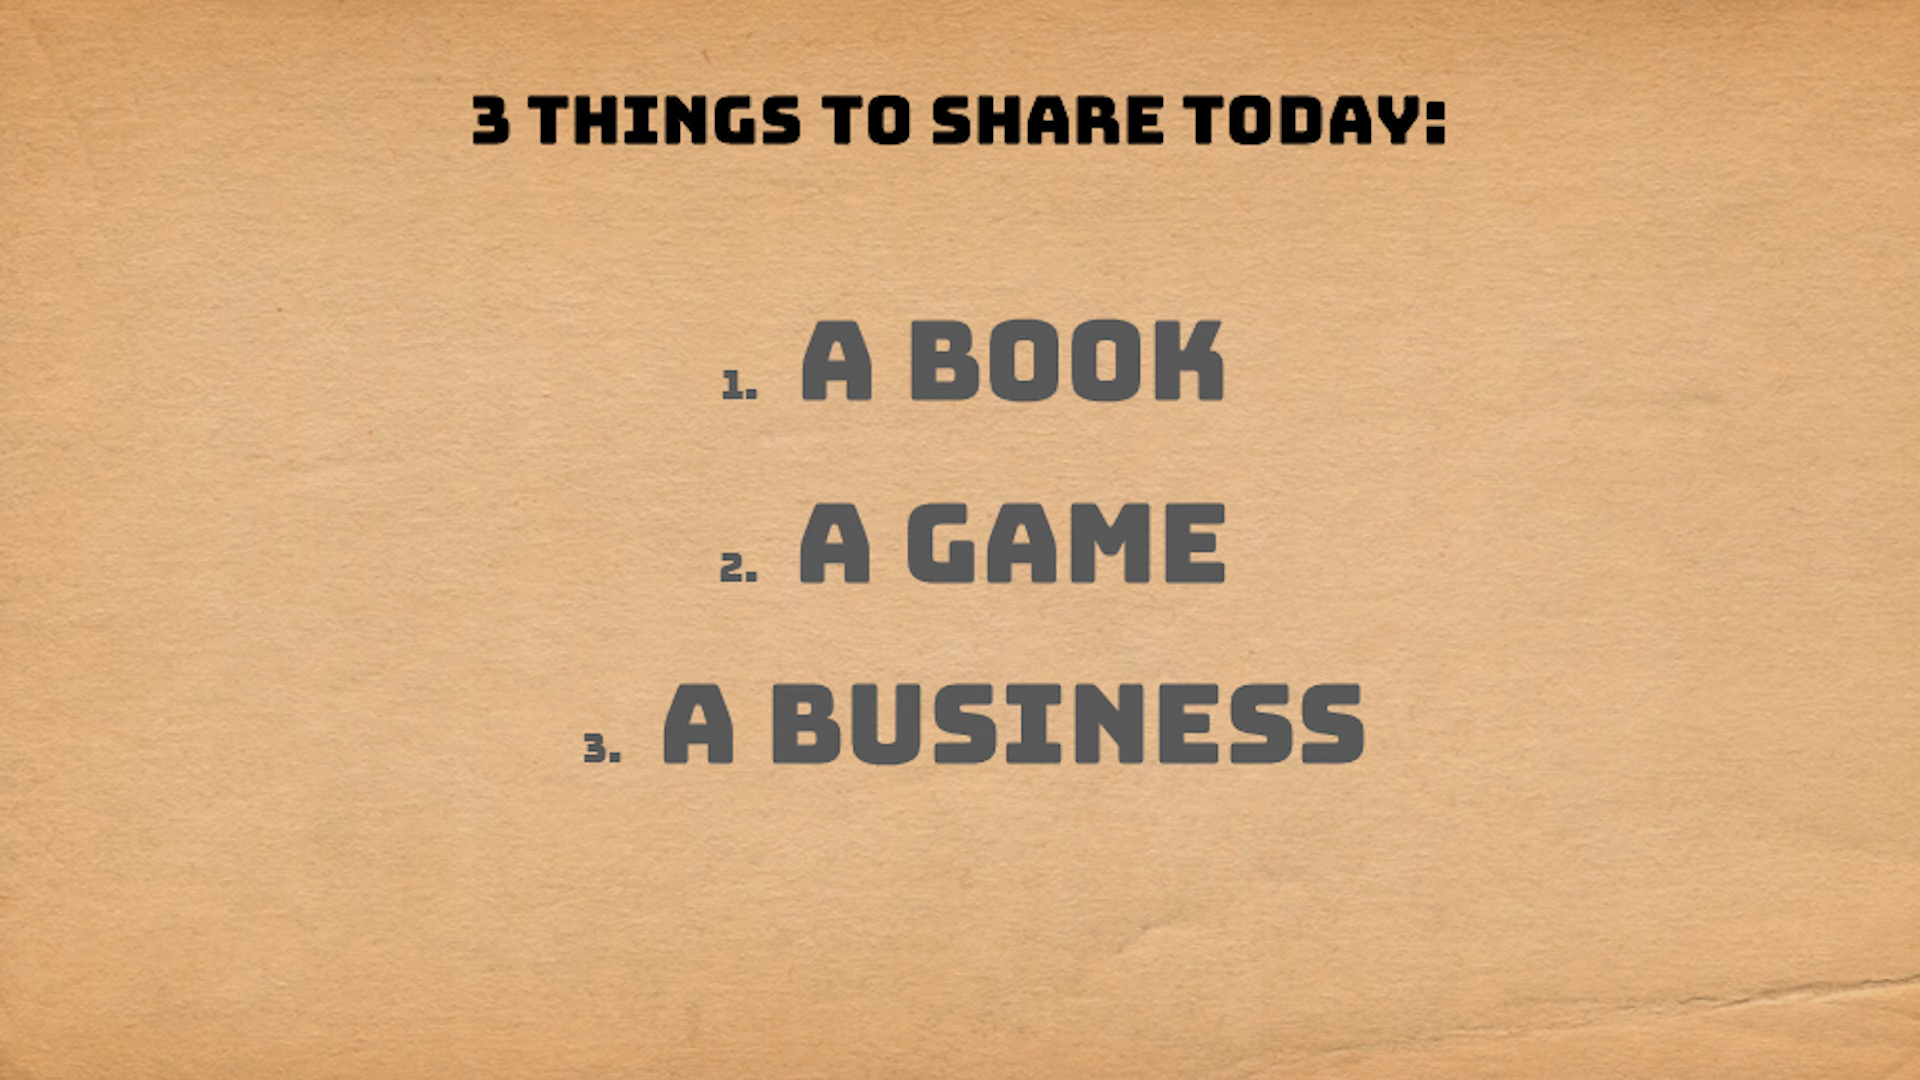 3 THINGS TO SHARE TODAY:
1. A BOOK
2. A GAME
3. A BUSINESS